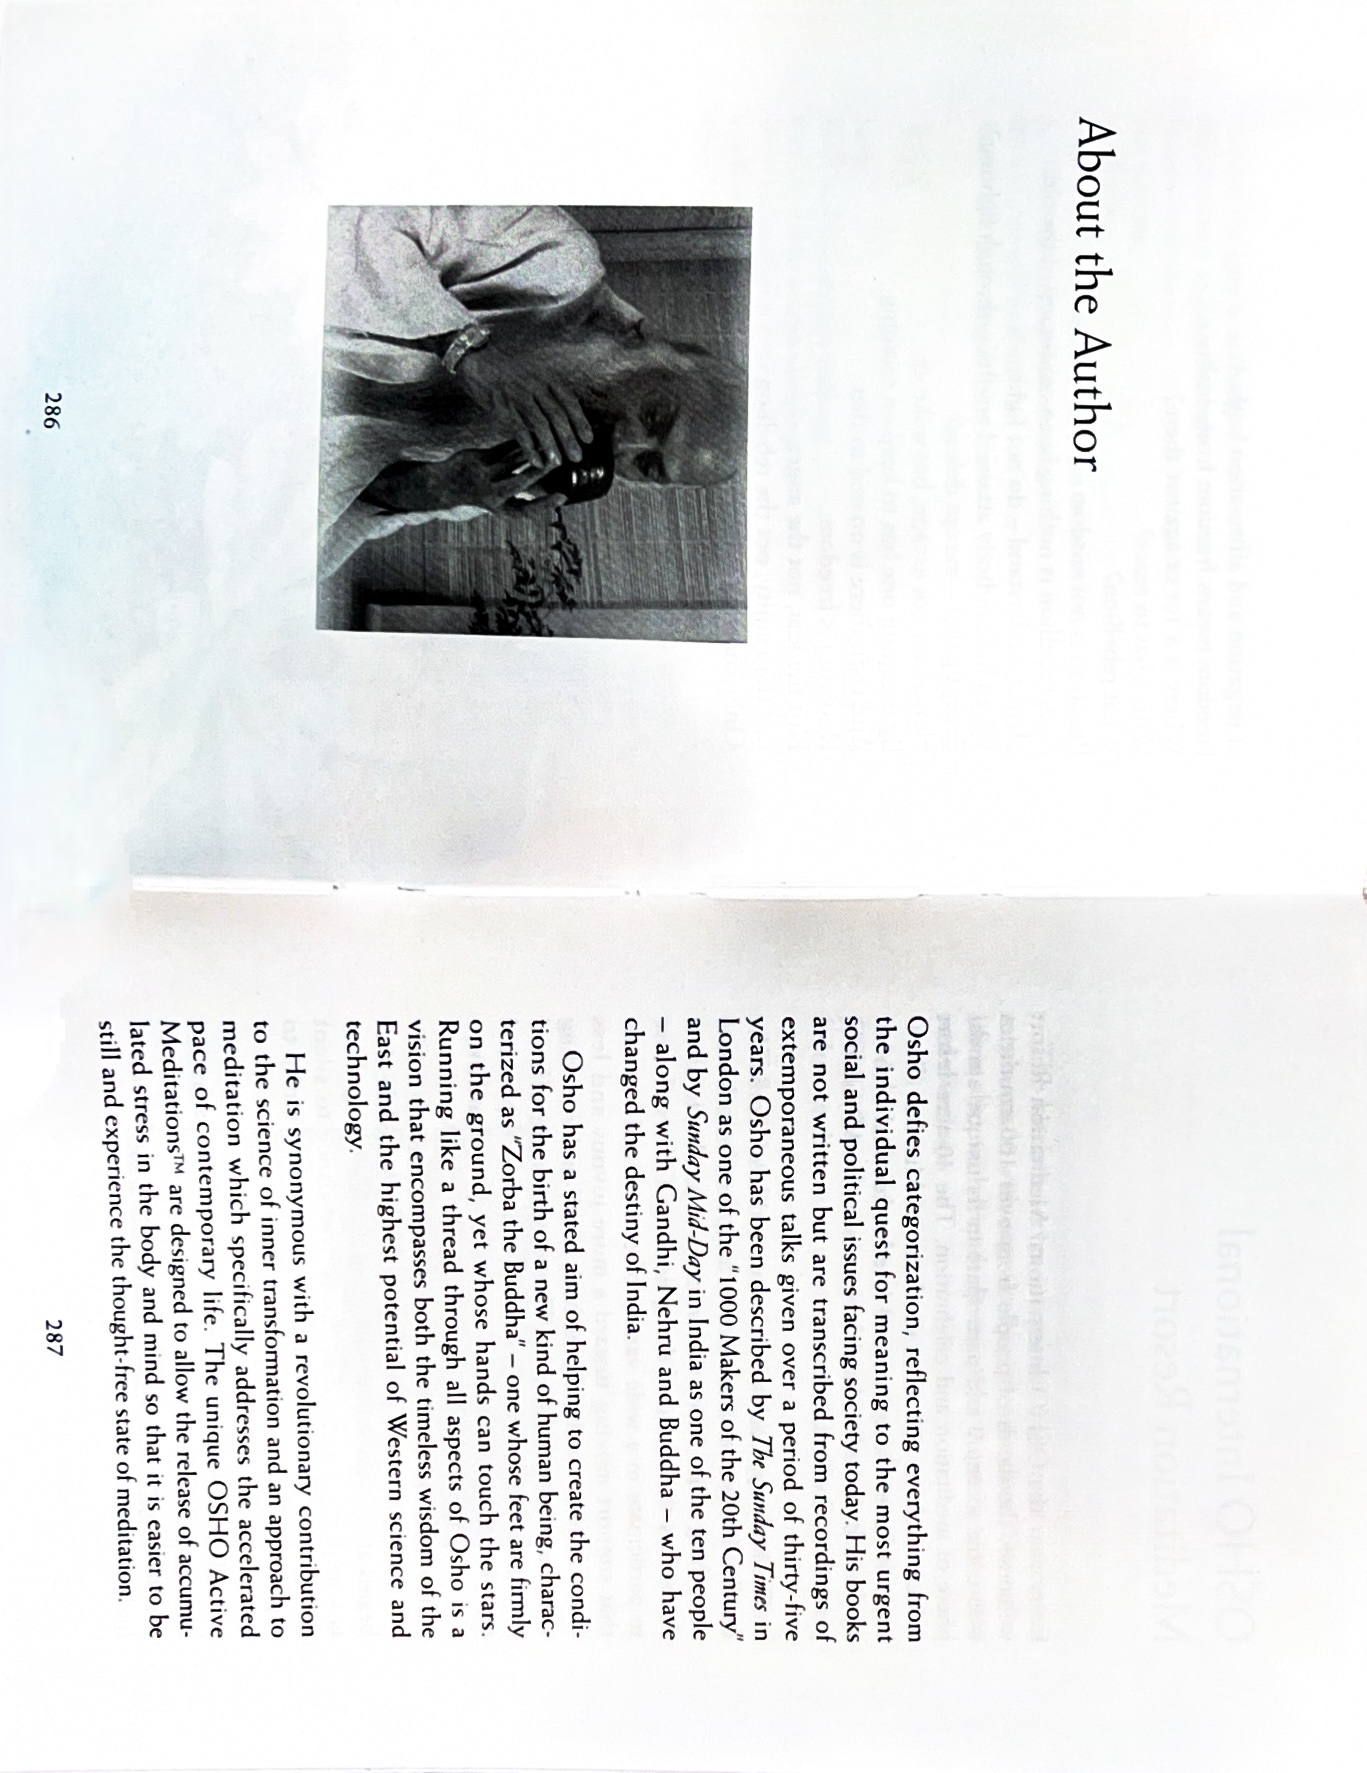 About the Author
286
Osho defies categorization, reflecting everything from
the individual quest for meaning to the most urgent
social and political issues facing society today. His books
are not written but are transcribed from recordings of
extemporaneous talks given over a period of thirty-five
years. Osho has been described by The Sunday Times in
London as one of the "1000 Makers of the 20th Century"
and by Sunday Mid-Day in India as one of the ten people
– along with Gandhi, Nehru and Buddha – who have
changed the destiny of India.
Osho has a stated aim of helping to create the condi-
tions for the birth of a new kind of human being, charac-
terized as "Zorba the Buddha" – one whose feet are firmly
on the ground, yet whose hands can touch the stars.
Running like a thread through all aspects of Osho is a
vision that encompasses both the timeless wisdom of the
East and the highest potential of Western science and
technology.
He is synonymous with a revolutionary contribution
to the science of inner transformation and an approach to
meditation which specifically addresses the accelerated
pace of contemporary life. The unique OSHO Active
Meditations™ are designed to allow the release of accumu-
lated stress in the body and mind so that it is easier to be
still and experience the thought-free state of meditation.
287